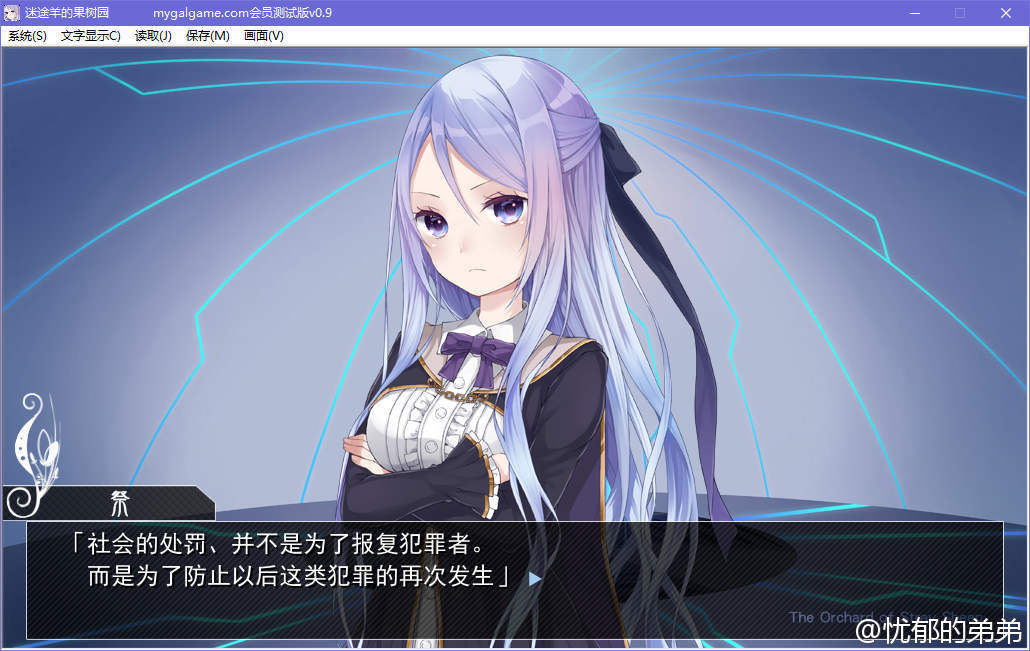 迷途羊的果树园 mygalgame.com会员测试版v0.9
系统(S) 文字显示C) 读取(J) 保存(M) 画面(V)
祭
「社会的处罚、并不是为了报复犯罪者。
而是为了防止以后这类犯罪的再次发生」
The Orchard of Stray Sheep
@忧郁的弟弟